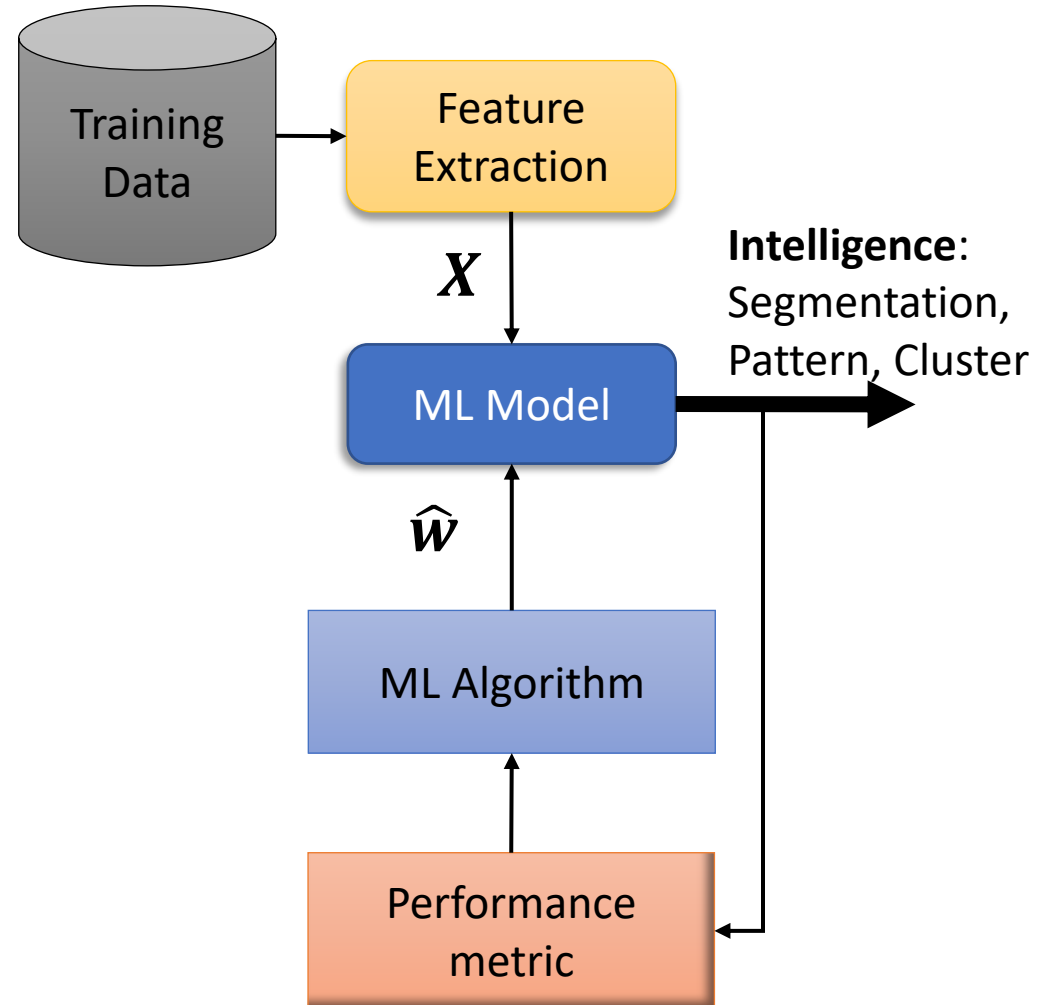 Training
Data
Feature
Extraction
X
Intelligence:
Segmentation,
Pattern, Cluster
ML Model
ŵ
ML Algorithm
Performance
metric